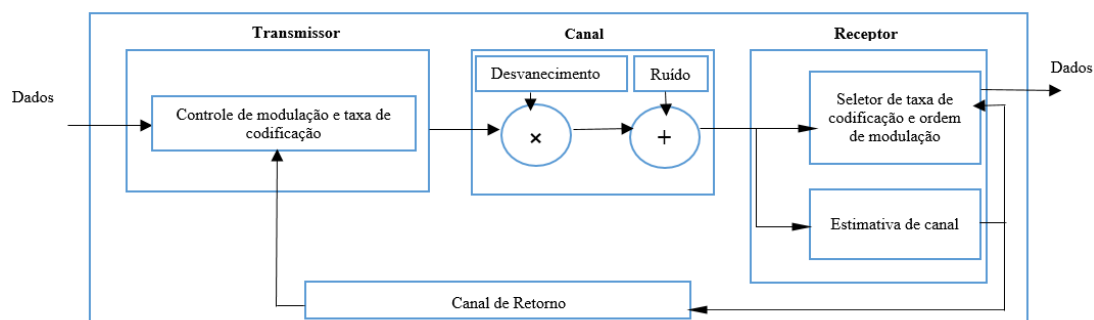 Transmissor
Canal
Receptor
Dados
Controle de modulação e taxa de
codificação
Desvanecimento
Ruído
×
+
Seletor de taxa de
codificação e ordem
de modulação
Dados
Estimativa de canal
Canal de Retorno